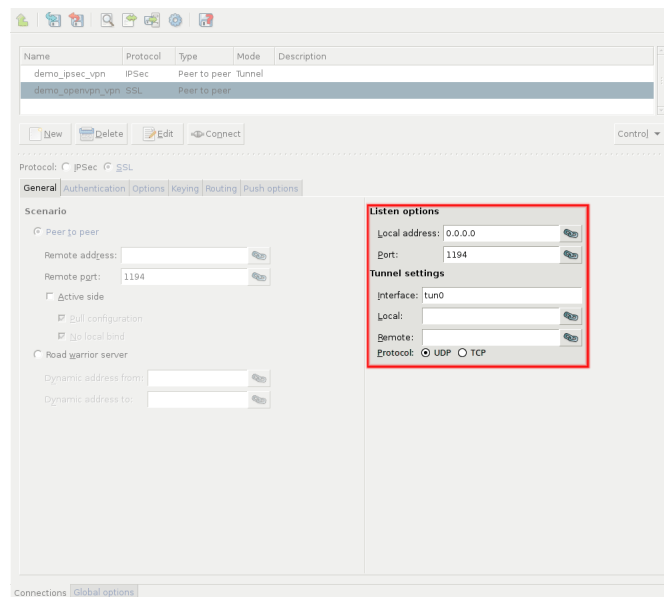 Name Protocol Type Mode Description
demo_ipsec_vpn IPSec Peer to peer Tunnel
demo_openvpn_vpn SSL Peer to peer
New Delete Edit Connect Control
Protocol: IPSec SSL
General Authentication Options Keying Routing Push options
Scenario
Peer to peer
Remote address:
Remote port: 1194
Active side
Pull configuration
No local bind
Road warrior server
Dynamic address from:
Dynamic address to:
Listen options
Local address: 0.0.0.0
Port: 1194
Tunnel settings
Interface: tun0
Local:
Remote:
Protocol: UDP TCP
Connections Global options